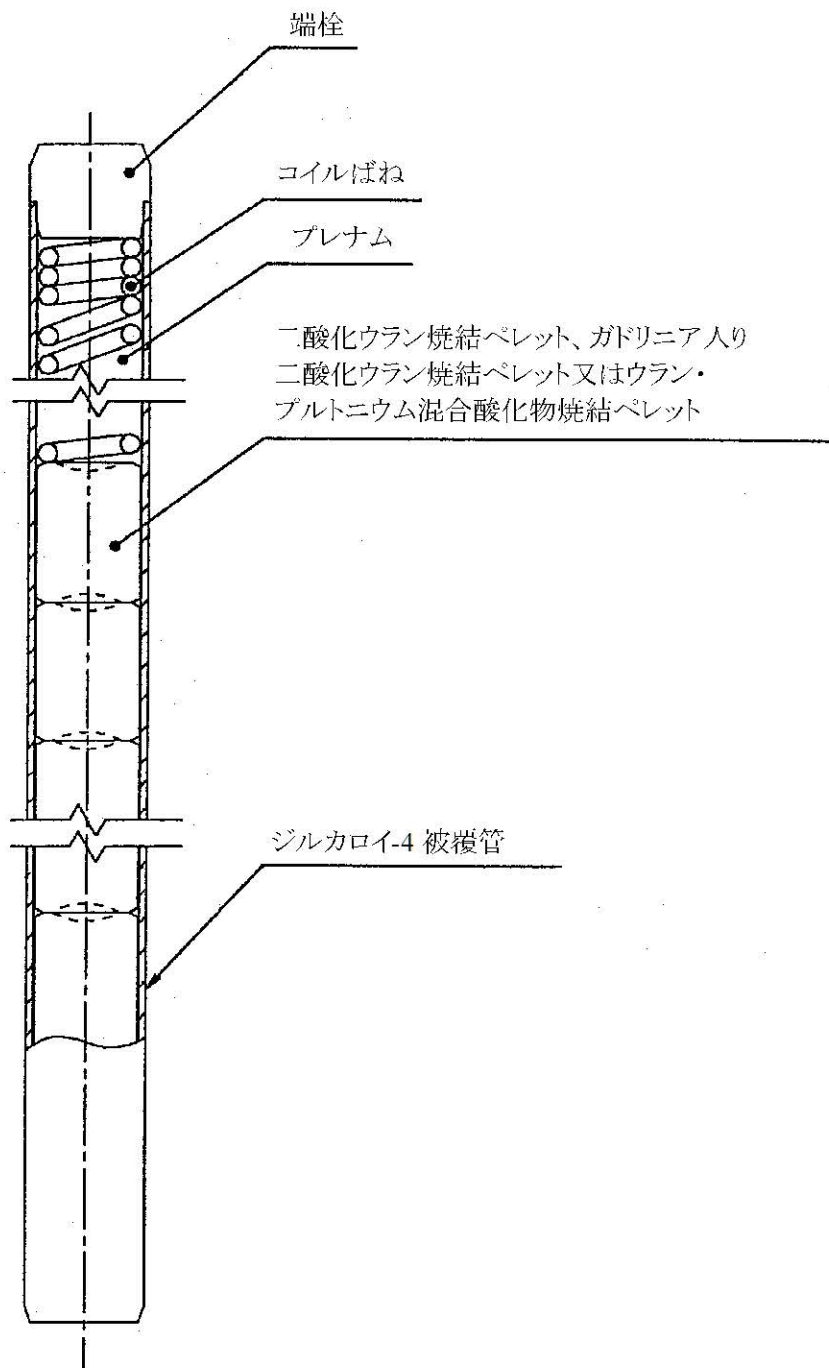 端栓
コイルばね
プレナム
二酸化ウラン焼結ペレット、ガドリニア入り
二酸化ウラン焼結ペレット又はウラン・
プルトニウム混合酸化物焼結ペレット
ジルカロイ-4 被覆管